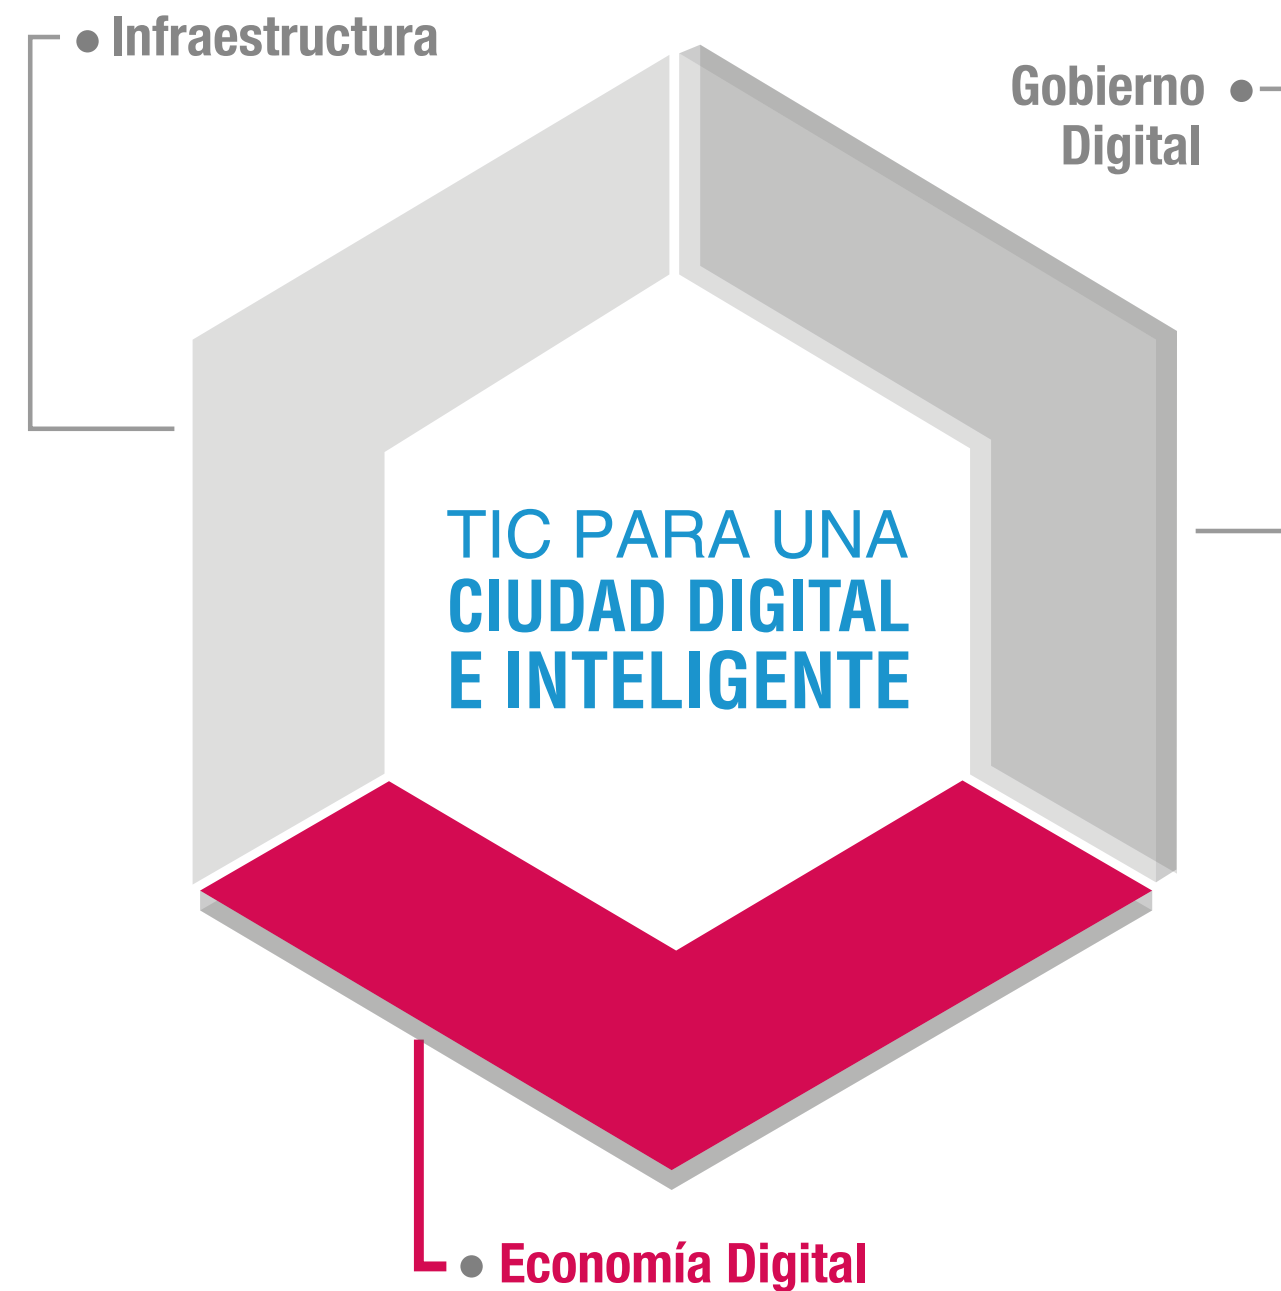 Infraestructura
Gobierno
Digital
TIC PARA UNA
CIUDAD DIGITAL
E INTELIGENTE
Economía Digital